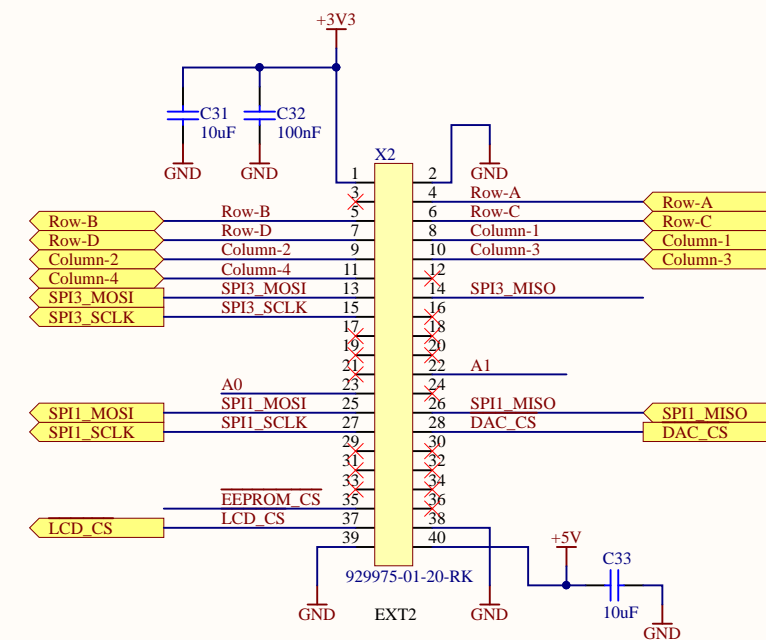 +3V3
C31
10uF
C32
100nF
GND
GND
X2
GND
1 2
3 4 Row-A Row-A
Row-B Row-B 5 6 Row-C Row-C
Row-D Row-D 7 8 Column-1 Column-1
Column-2 Column-2 9 10 Column-3 Column-3
Column-4 Column-4 11 12
SPI3_MOSI SPI3_MOSI 13 14 SPI3_MISO
SPI3_SCLK SPI3_SCLK 15 16
17 18
19 20
21 22 A1
A0 23 24
SPI1_MOSI SPI1_MOSI 25 26 SPI1_MISO SPI1_MISO
SPI1_SCLK SPI1_SCLK 27 28 DAC_CS DAC_CS
29 30
31 32
33 34
EEPROM_CS 35 36
LCD_CS LCD_CS 37 38
39 40
+5V
C33
10uF
929975-01-20-RK
EXT2
GND
GND
GND